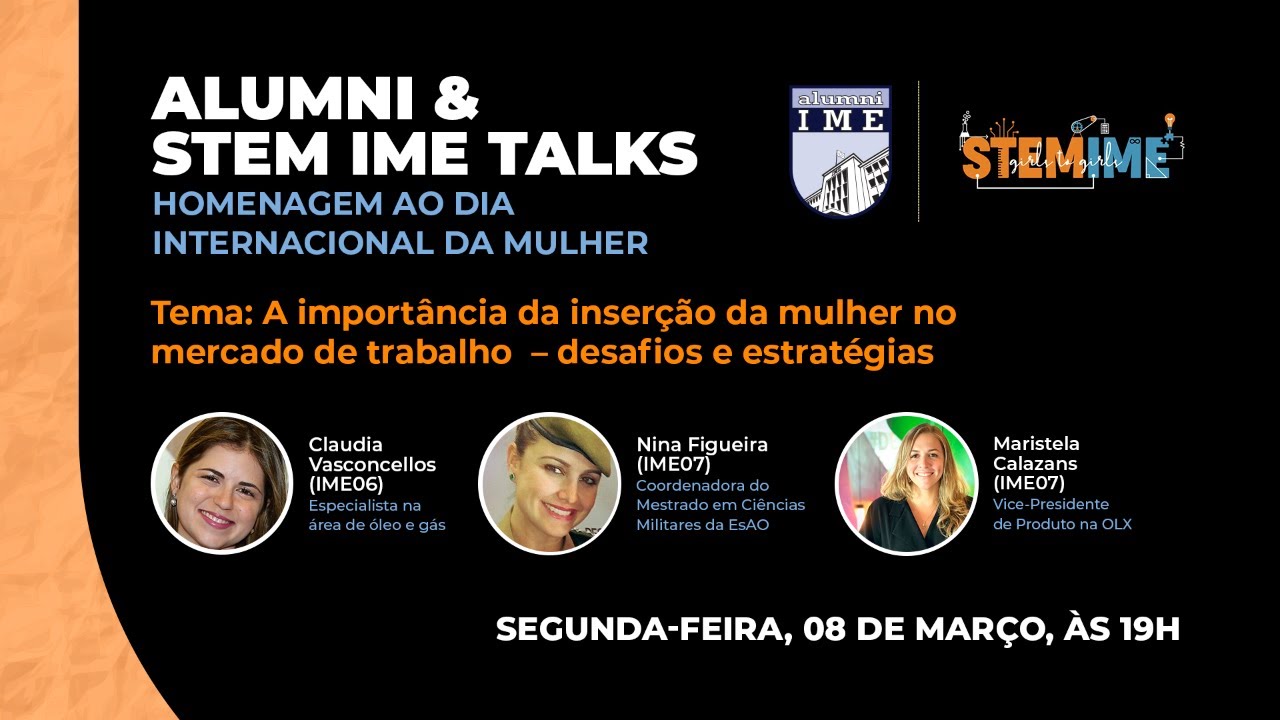 ALUMNI &
STEM IME TALKS
HOMENAGEM AO DIA
INTERNACIONAL DA MULHER
alumni
IME
STEMIME
girls to girls
Tema: A importância da inserção da mulher no
mercado de trabalho – desafios e estratégias
Claudia
Vasconcellos
(IME06)
Especialista na
área de óleo e gás
Nina Figueira
(IME07)
Coordenadora do
Mestrado em Ciências
Militares da EsAO
Maristela
Calazans
(IME07)
Vice-Presidente
de Produto na OLX
SEGUNDA-FEIRA, 08 DE MARÇO, ÀS 19H